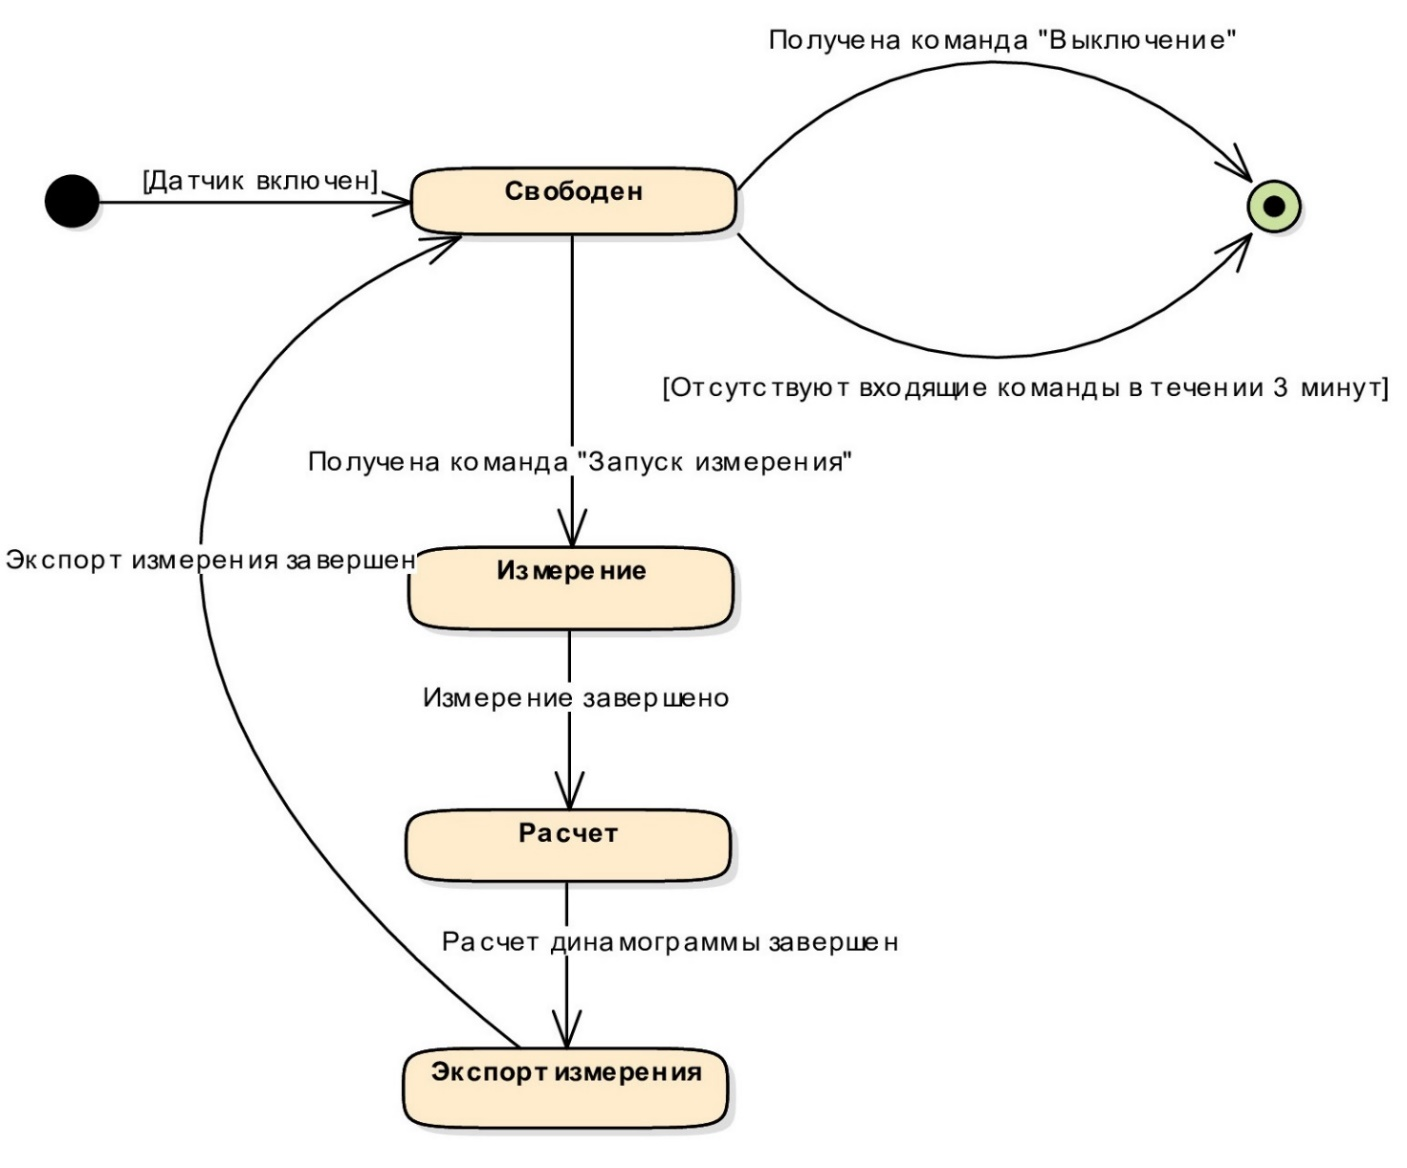 Получена команда "Выключение"
[Датчик включен]
Свободен
[Отсутствуют входящие команды в течении 3 минут]
Получена команда "Запуск измерения"
Экспорт измерения завершен
Измерение
Измерение завершено
Расчет
Расчет динамограммы завершен
Экспорт измерения